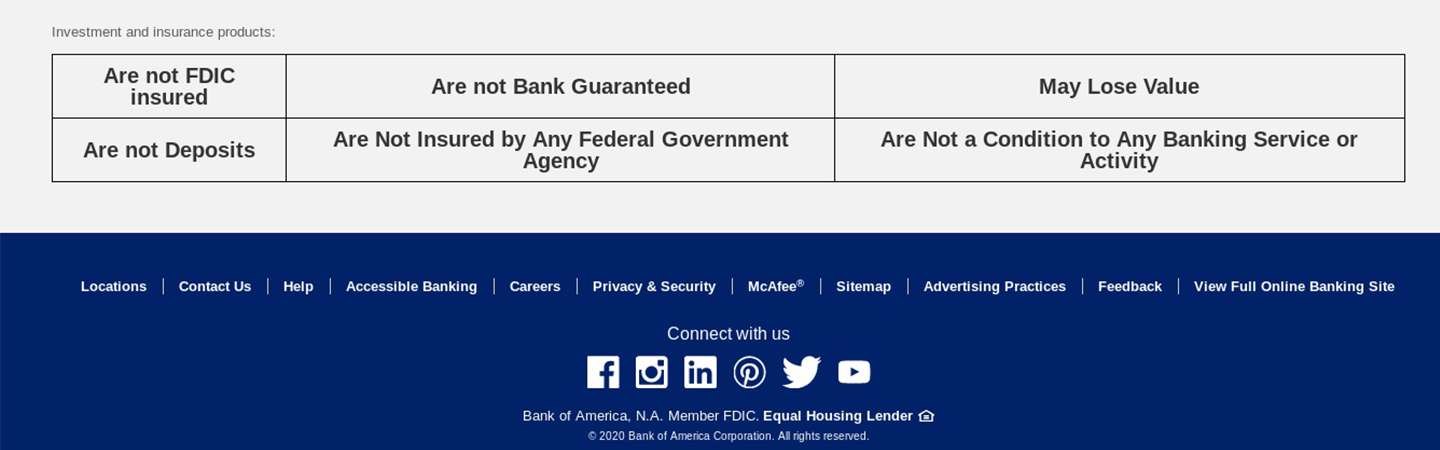 Investment and insurance products:
Are not FDIC
insured
Are not Bank Guaranteed
May Lose Value
Are not Deposits
Are Not Insured by Any Federal Government
Agency
Are Not a Condition to Any Banking Service or
Activity
Locations | Contact Us | Help | Accessible Banking | Careers | Privacy & Security | McAfee® | Sitemap | Advertising Practices | Feedback | View Full Online Banking Site
Connect with us
Bank of America, N.A. Member FDIC. Equal Housing Lender
© 2020 Bank of America Corporation. All rights reserved.